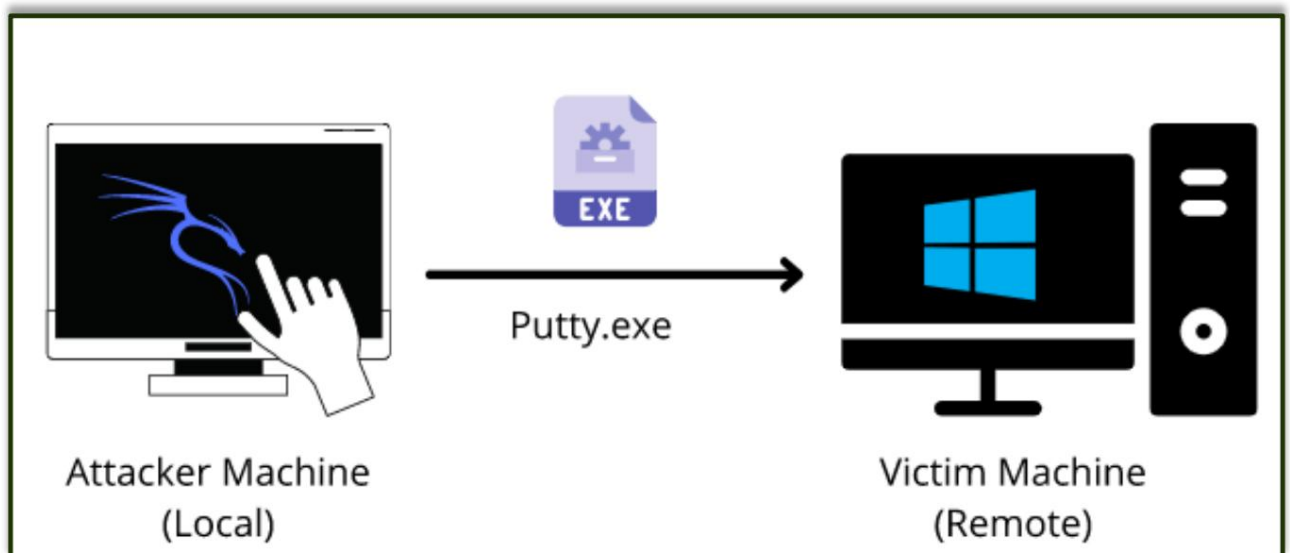 EXE
Putty.exe
Attacker Machine
(Local)
Victim Machine
(Remote)